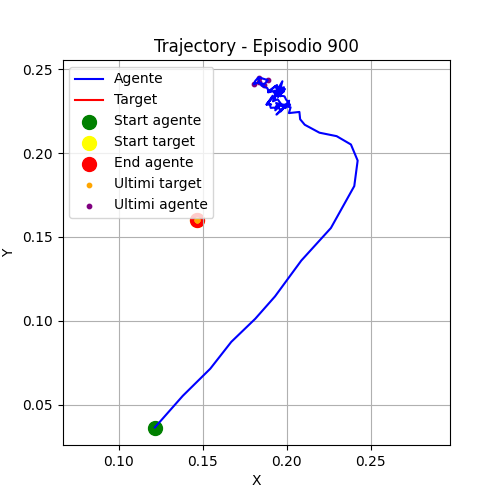 Trajectory - Episodio 900
Agente
Target
Start agente
Start target
End agente
Ultimi target
Ultimi agente
0.25
0.20
0.15
0.10
0.05
Y
0.10
0.15
0.20
0.25
X